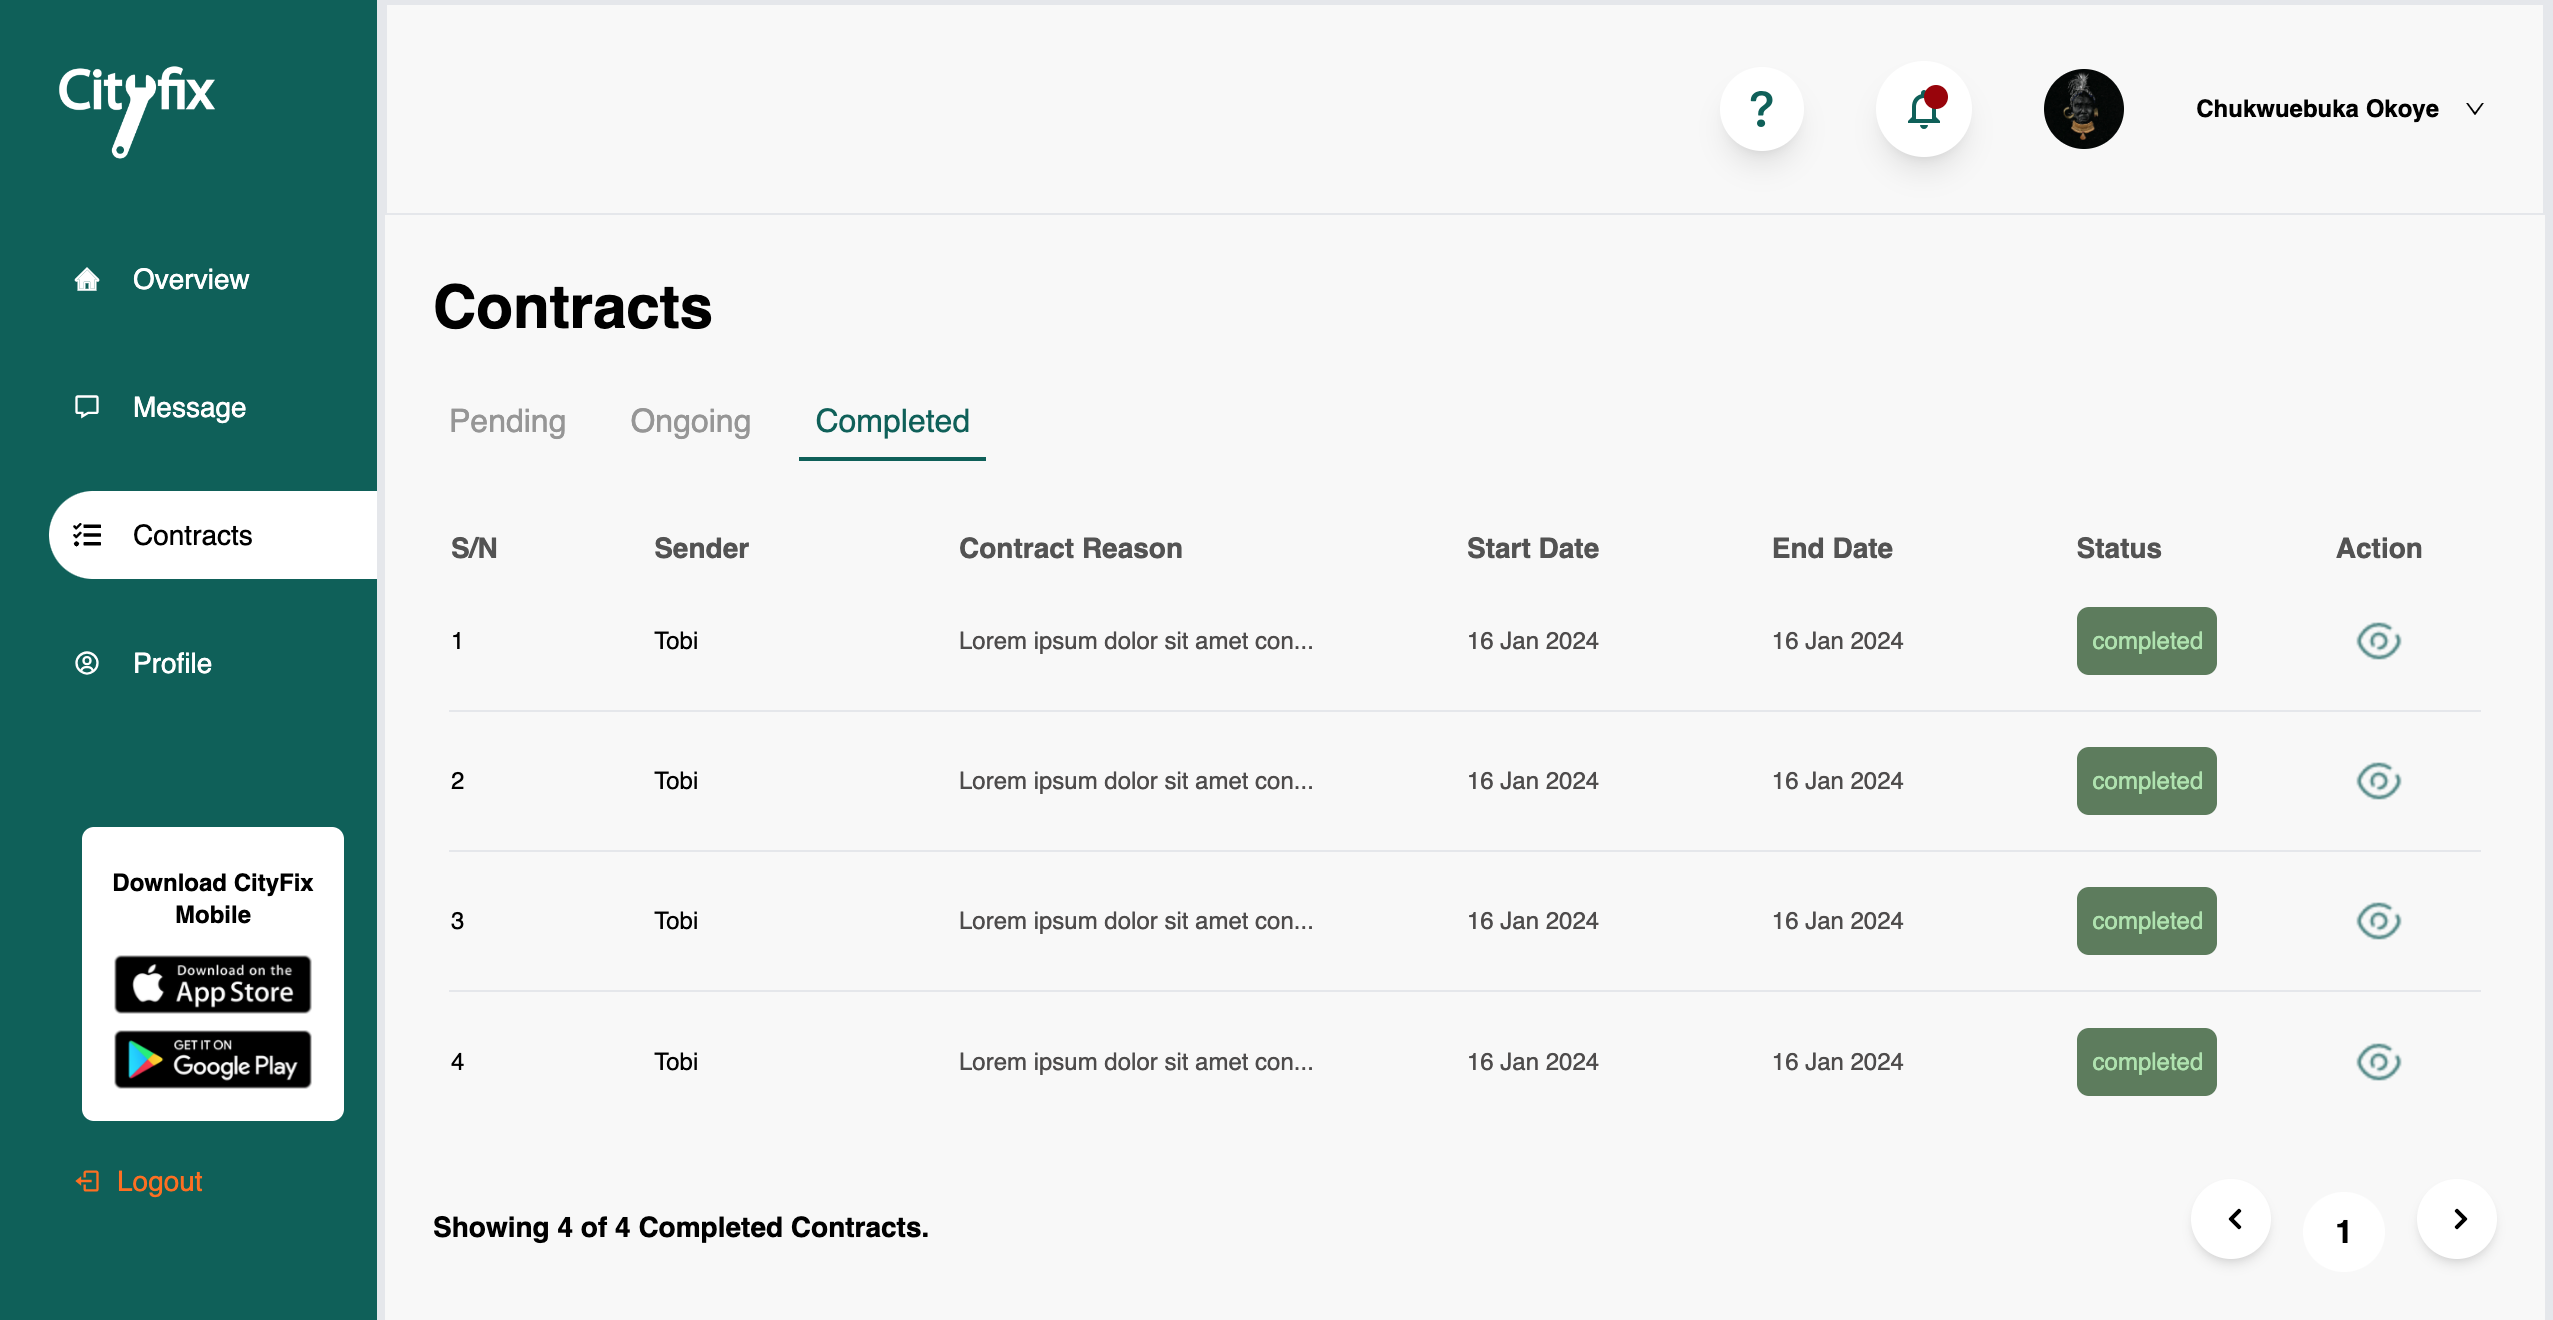 Cityfix
?
Chukwuebuka Okoye
Overview
Message
Contracts
Profile
Download CityFix
Mobile
Download on the
App Store
GET IT ON
Google Play
Logout
Contracts
Pending Ongoing Completed
S/N Sender Contract Reason Start Date End Date Status Action
1 Tobi Lorem ipsum dolor sit amet con... 16 Jan 2024 16 Jan 2024 completed
2 Tobi Lorem ipsum dolor sit amet con... 16 Jan 2024 16 Jan 2024 completed
3 Tobi Lorem ipsum dolor sit amet con... 16 Jan 2024 16 Jan 2024 completed
4 Tobi Lorem ipsum dolor sit amet con... 16 Jan 2024 16 Jan 2024 completed
Showing 4 of 4 Completed Contracts.
1